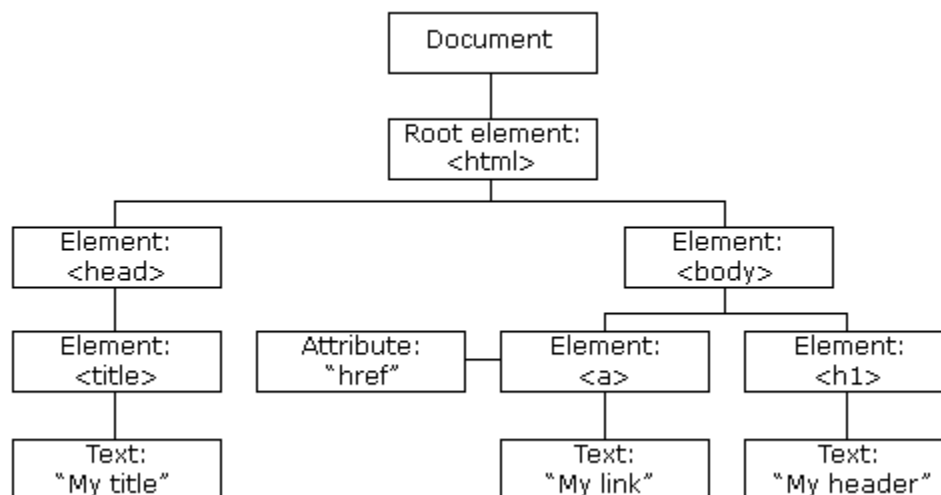 Document
Root element:
<html>
Element:
<head>
Element:
<body>
Element:
<title>
Attribute:
“href”
Element:
<a>
Element:
<h1>
Text:
“My title”
Text:
“My link”
Text:
“My header”